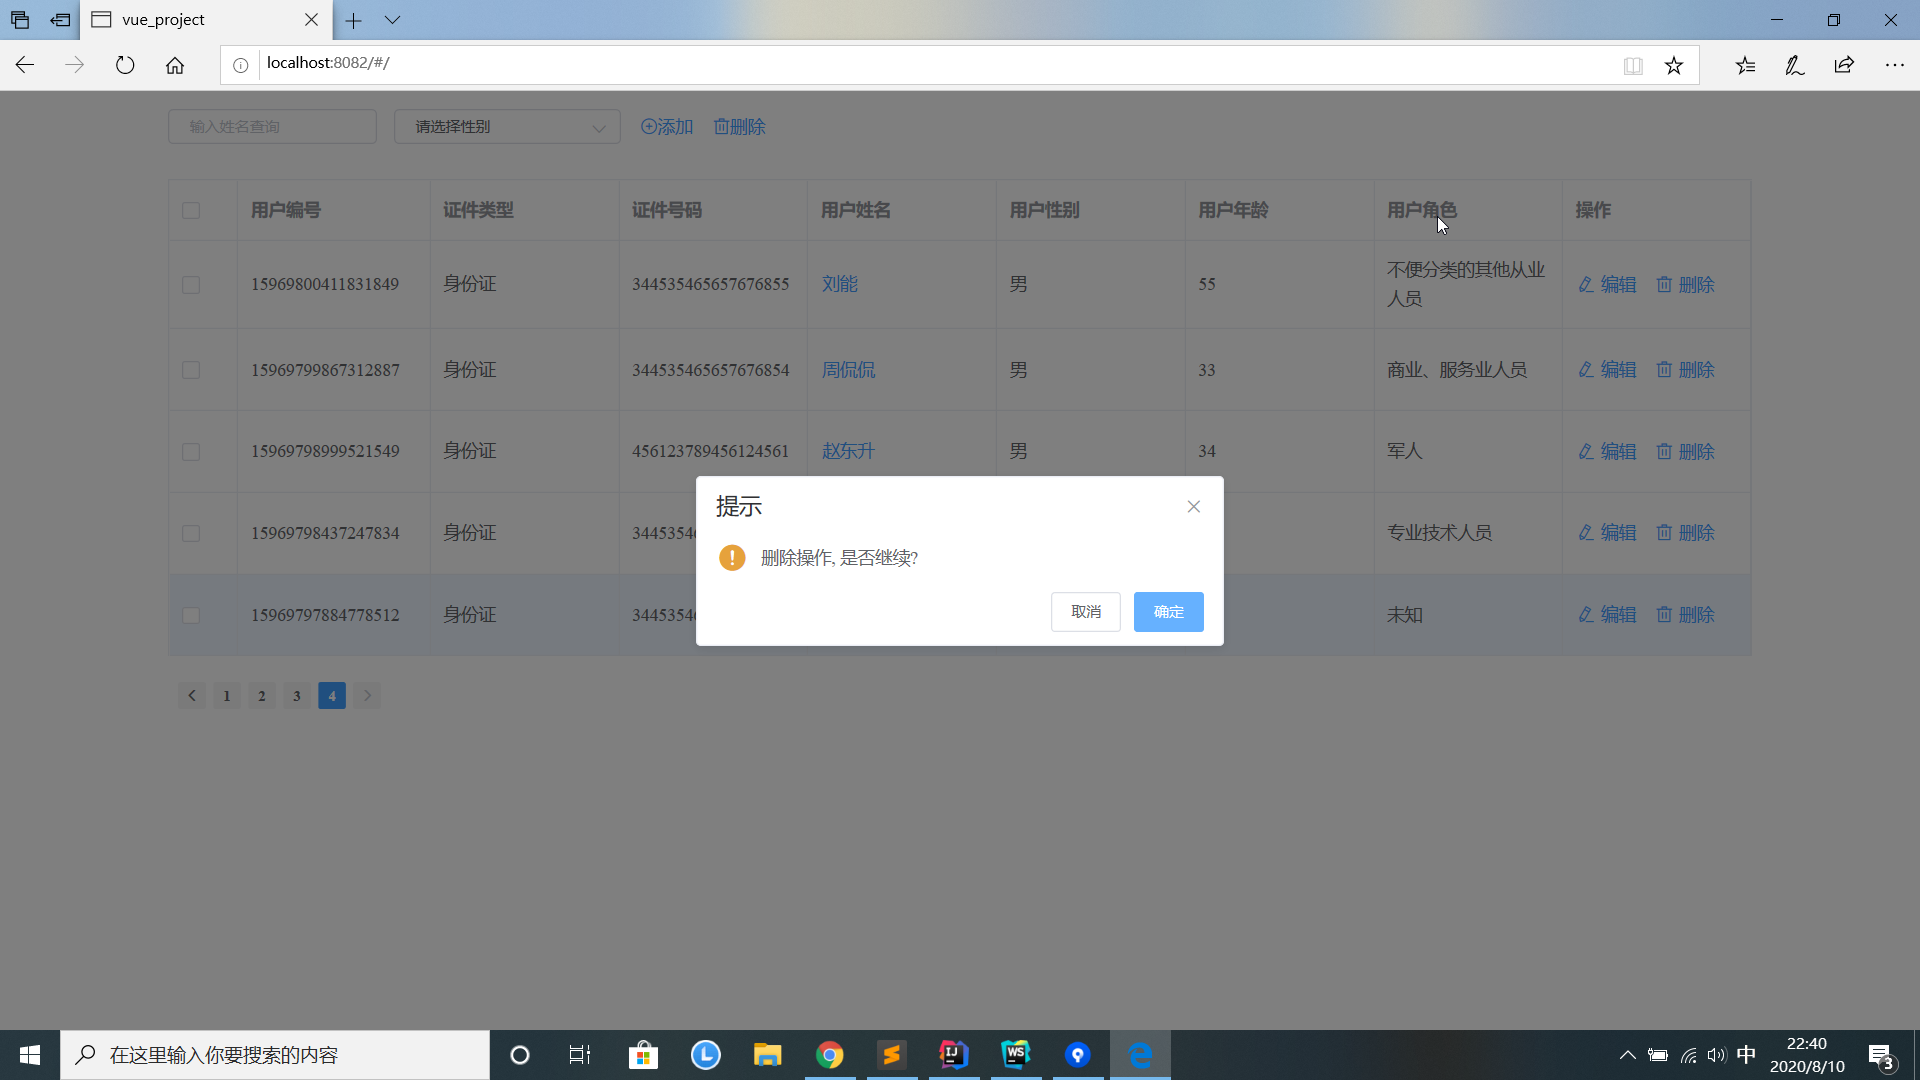 vue_project
localhost:8082/#/
输入姓名查询 请选择性别 添加 删除
用户编号 证件类型 证件号码 用户姓名 用户性别 用户年龄 用户角色 操作
15969800411831849 身份证 344535465657676855 刘能 男 55 不便分类的其他从业人员 编辑 删除
15969799867312887 身份证 344535465657676854 周侃侃 男 33 商业、服务业人员 编辑 删除
15969798999521549 身份证 456123789456124561 赵东升 男 34 军人 编辑 删除
15969798437247834 身份证 专业技术人员 编辑 删除
15969797884778512 身份证 未知 编辑 删除
提示
删除操作, 是否继续?
取消 确定
1 2 3 4
在这里输入你要搜索的内容
中
22:40
2020/8/10
3